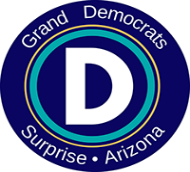 Grand Democrats
D
Surprise • Arizona